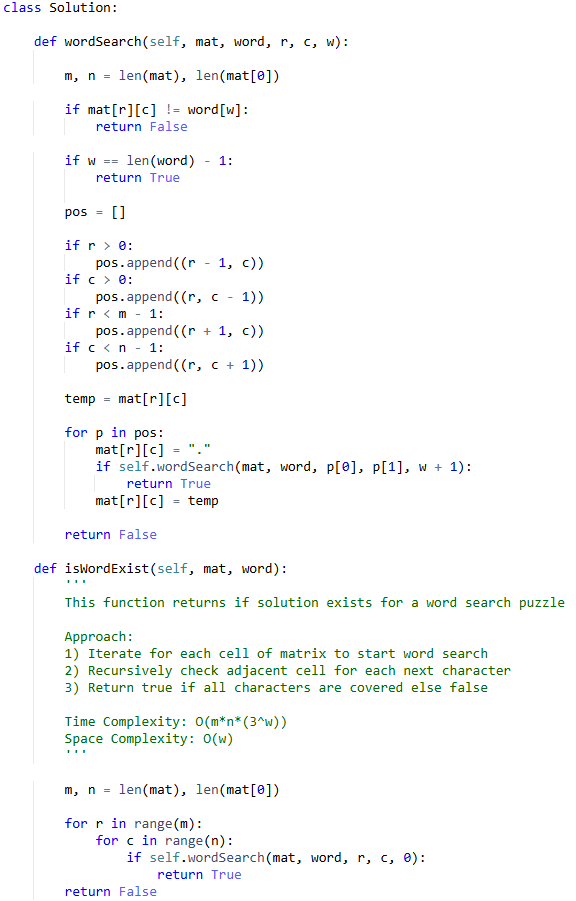 class Solution:
    def wordSearch(self, mat, word, r, c, w):
        m, n = len(mat), len(mat[0])
        if mat[r][c] != word[w]:
            return False
        if w == len(word) - 1:
            return True
        pos = []
        if r > 0:
            pos.append((r - 1, c))
        if c > 0:
            pos.append((r, c - 1))
        if r < m - 1:
            pos.append((r + 1, c))
        if c < n - 1:
            pos.append((r, c + 1))
        temp = mat[r][c]
        for p in pos:
            mat[r][c] = "."
            if self.wordSearch(mat, word, p[0], p[1], w + 1):
                return True
            mat[r][c] = temp
        return False
    def isWordExist(self, mat, word):
        '''
        This function returns if solution exists for a word search puzzle
        Approach:
        1) Iterate for each cell of matrix to start word search
        2) Recursively check adjacent cell for each next character
        3) Return true if all characters are covered else false
        Time Complexity: O(m*n*(3^w))
        Space Complexity: O(w)
        '''
        m, n = len(mat), len(mat[0])
        for r in range(m):
            for c in range(n):
                if self.wordSearch(mat, word, r, c, 0):
                    return True
        return False